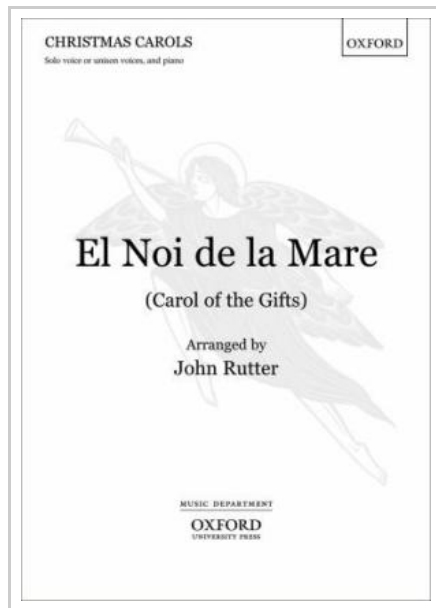 CHRISTMAS CAROLS
OXFORD
Solo voice or unison voices, and piano
El Noi de la Mare
(Carol of the Gifts)
Arranged by
John Rutter
MUSIC DEPARTMENT
OXFORD
UNIVERSITY PRESS